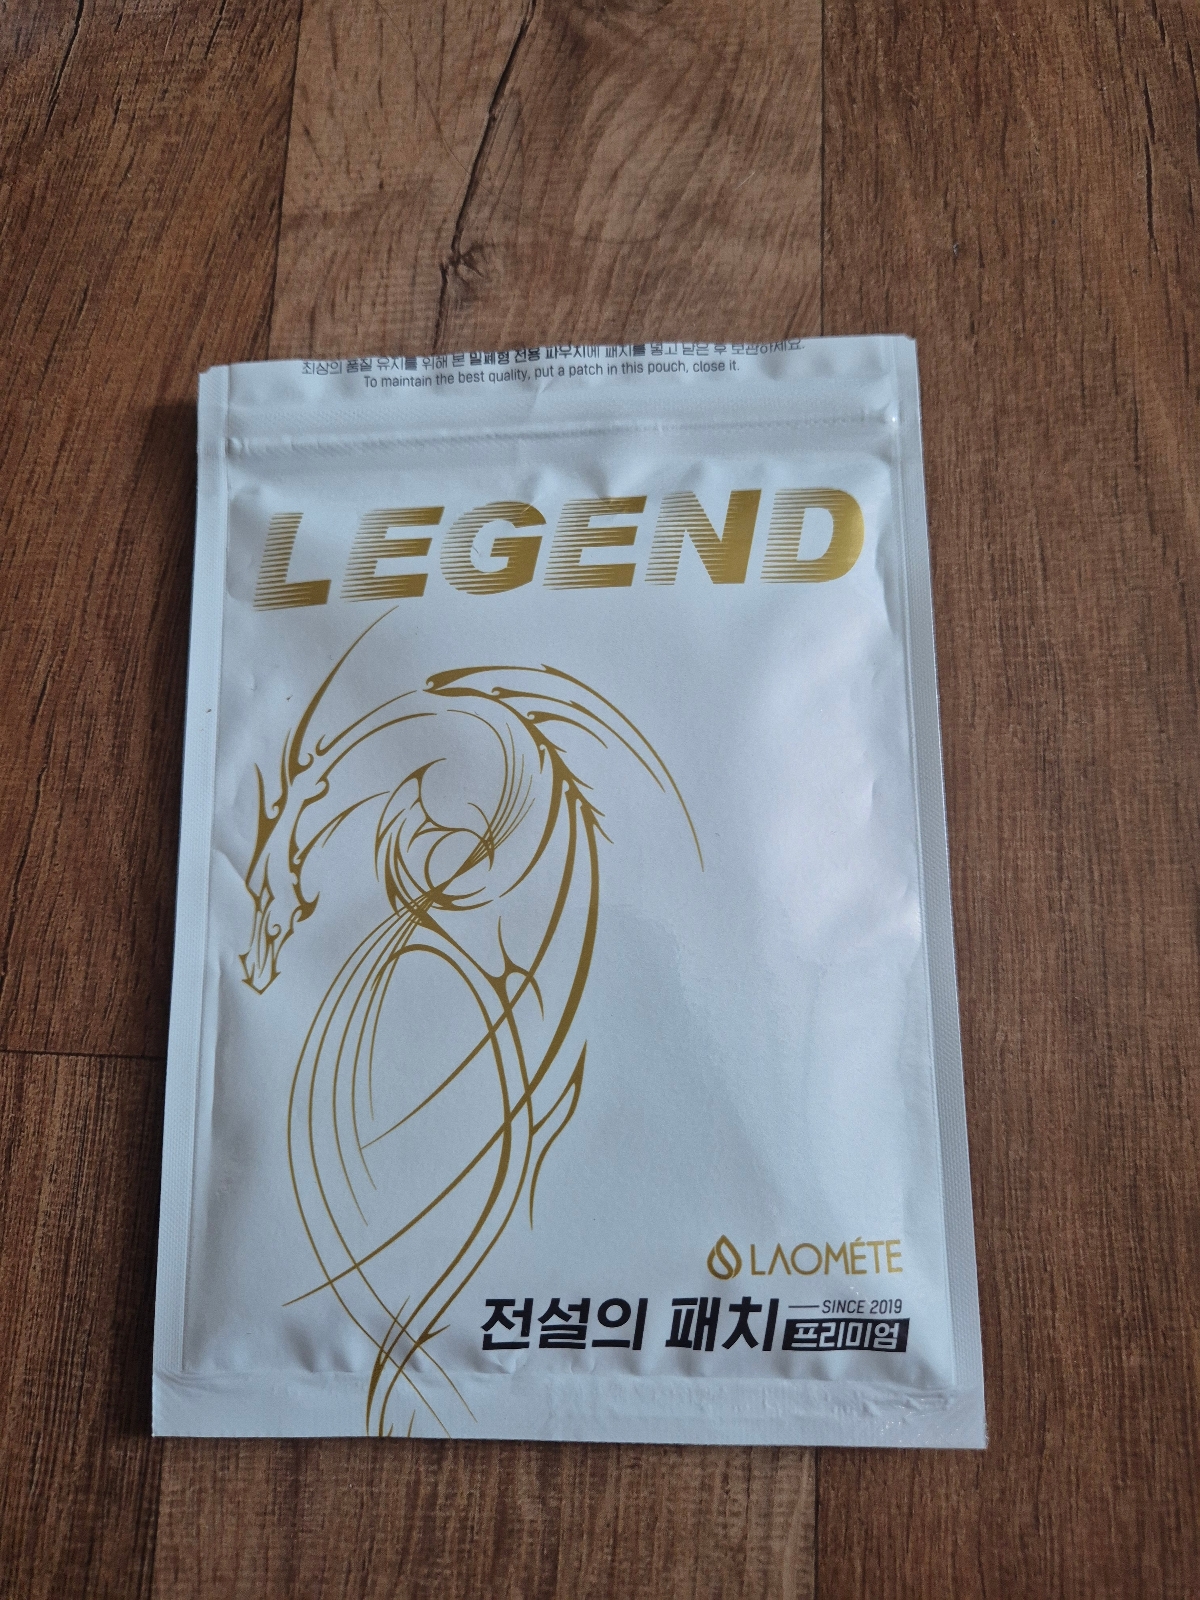 최상의 품질 유지를 위해 본 밀폐형 전용 파우치에 패치를 넣고 닫은 후 보관하세요.
To maintain the best quality, put a patch in this pouch, close it.
LEGEND
LAOMÉTE
전설의 패치
SINCE 2019
프리미엄